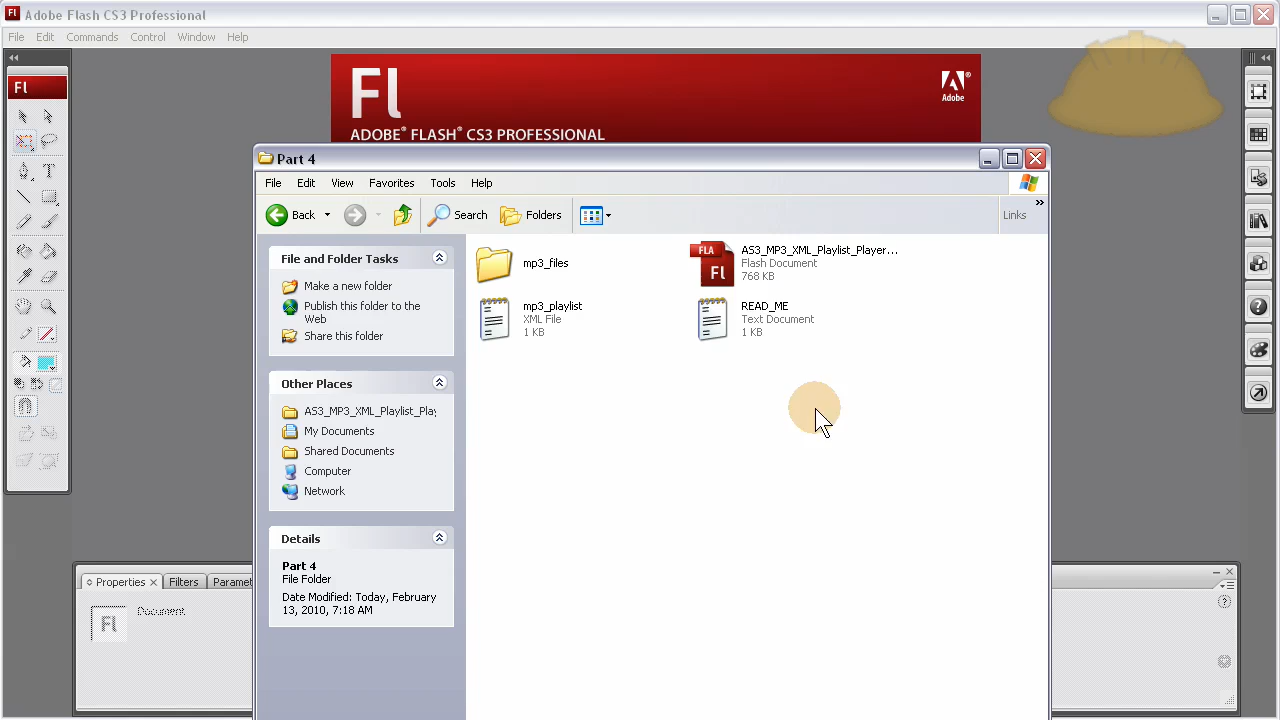 Fl Adobe Flash CS3 Professional
File Edit Commands Control Window Help
Fl
Fl
Adobe
ADOBE® FLASH® CS3 PROFESSIONAL
Part 4
File Edit View Favorites Tools Help
Back Search Folders Links
File and Folder Tasks
Make a new folder
Publish this folder to the
Web
Share this folder
Other Places
AS3_MP3_XML_Playlist_Play
My Documents
Shared Documents
Computer
Network
Details
Part 4
File Folder
Date Modified: Today, February
13, 2010, 7:18 AM
mp3_files
FLA
Fl
AS3_MP3_XML_Playlist_Player...
Flash Document
768 KB
mp3_playlist
XML File
1 KB
READ_ME
Text Document
1 KB
Properties Filters Paramet
Fl
Document